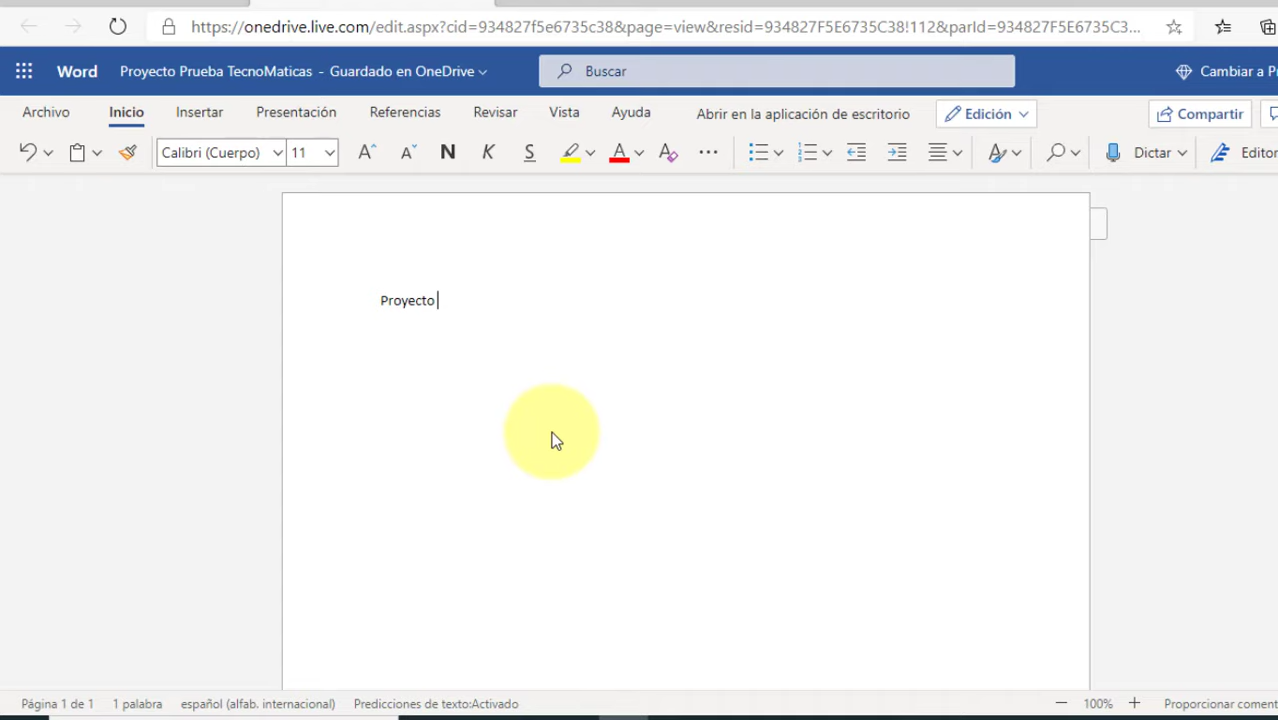 https://onedrive.live.com/edit.aspx?cid=934827f5e6735c38&page=view&resid=934827F5E6735C38!112&parId=934827F5E6735C3...
Word Proyecto Prueba TecnoMaticas - Guardado en OneDrive Buscar Cambiar a Pr
Archivo Inicio Insertar Presentación Referencias Revisar Vista Ayuda Abrir en la aplicación de escritorio Edición Compartir
Calibri (Cuerpo) 11 A A N K S A A Dictar Editor
Proyecto
Página 1 de 1 1 palabra español (alfab. internacional) Predicciones de texto:Activado 100% Proporcionar coment